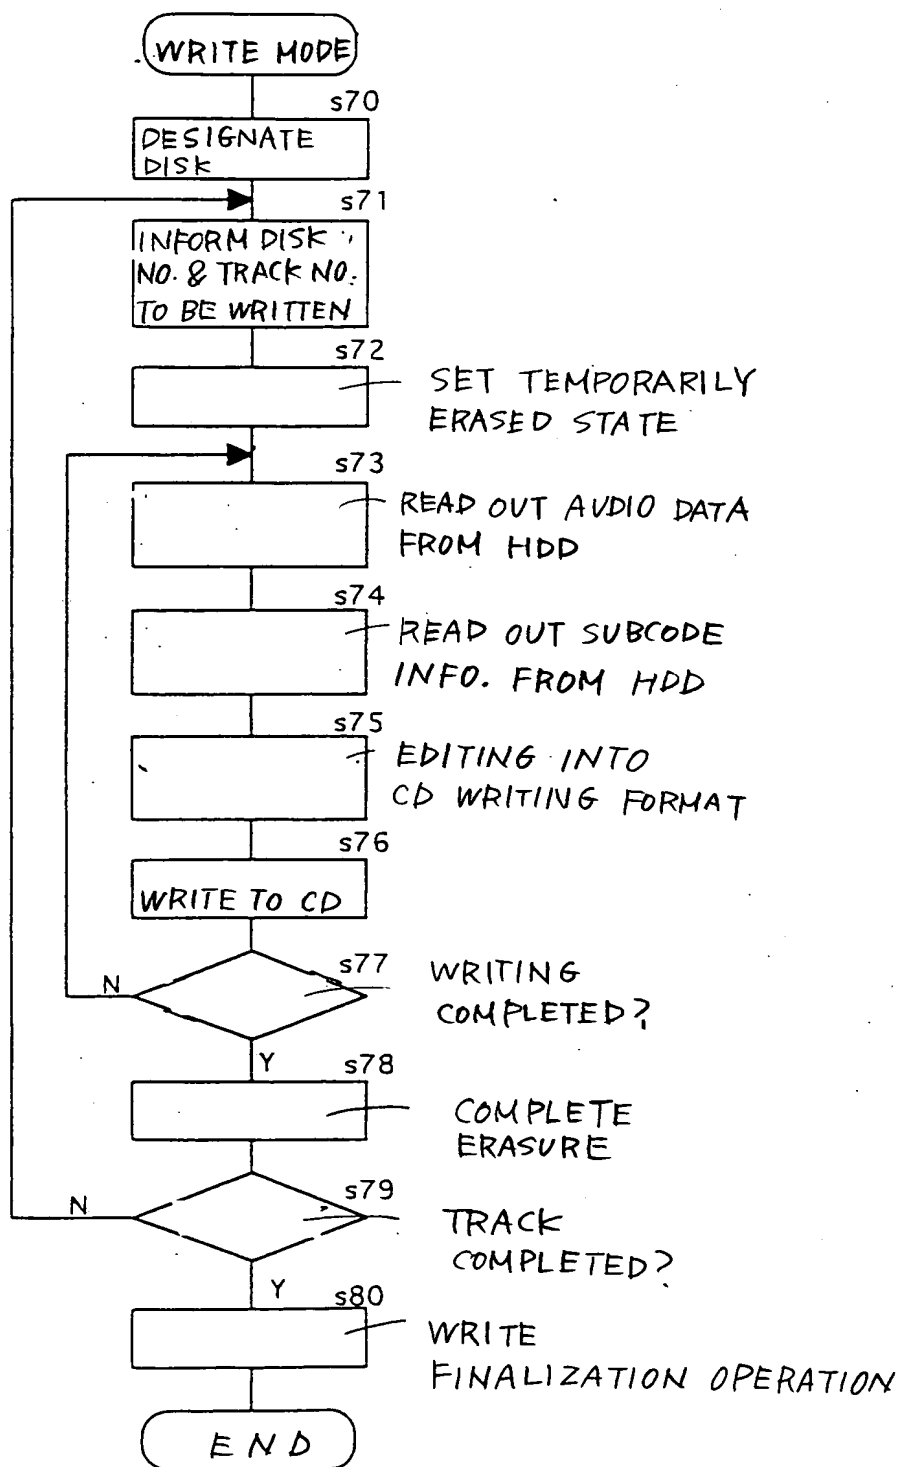 WRITE MODE
s70
DESIGNATE
DISK
s71
INFORM DISK
NO. & TRACK NO.
TO BE WRITTEN
s72
SET TEMPORARILY
ERASED STATE
s73
READ OUT AUDIO DATA
FROM HDD
s74
READ OUT SUBCODE
INFO. FROM HDD
s75
EDITING INTO
CD WRITING FORMAT
s76
WRITE TO CD
s77
N
WRITING
COMPLETED?
Y
s78
COMPLETE
ERASURE
s79
N
TRACK
COMPLETED?
Y
s80
WRITE
FINALIZATION OPERATION
END